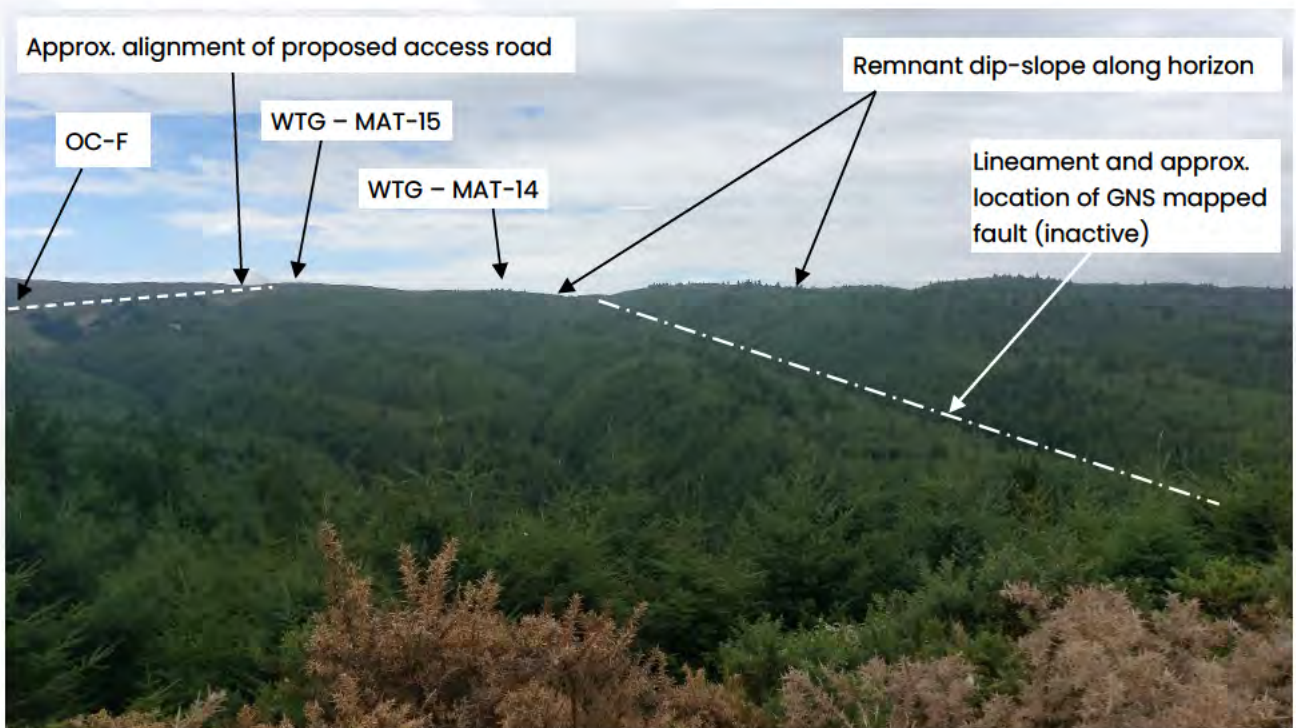 Approx. alignment of proposed access road
Remnant dip-slope along horizon
OC-F
WTG – MAT-15
WTG – MAT-14
Lineament and approx.
location of GNS mapped
fault (inactive)